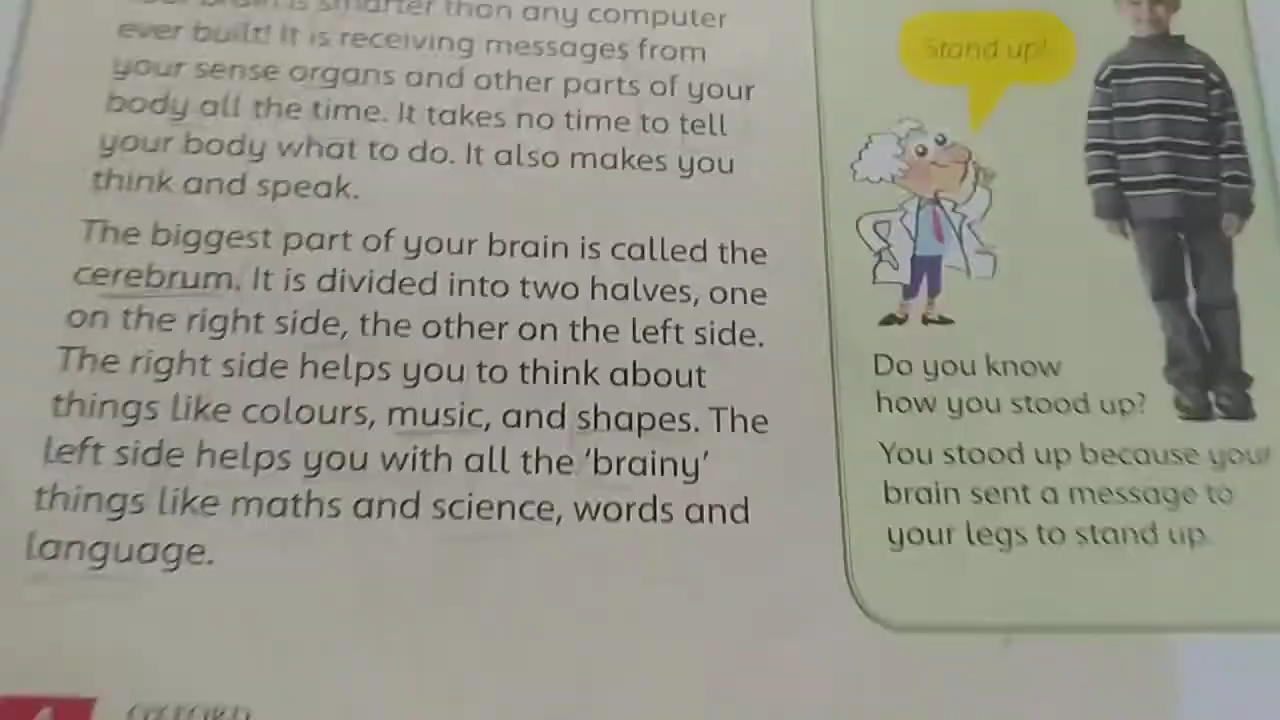 brain is smarter than any computer
ever built! It is receiving messages from
your sense organs and other parts of your
body all the time. It takes no time to tell
your body what to do. It also makes you
think and speak.
The biggest part of your brain is called the
cerebrum. It is divided into two halves, one
on the right side, the other on the left side.
The right side helps you to think about
things like colours, music, and shapes. The
left side helps you with all the ‘brainy’
things like maths and science, words and
language.
Stand up!
Do you know
how you stood up?
You stood up because your
brain sent a message to
your legs to stand up.
4
OXFORD